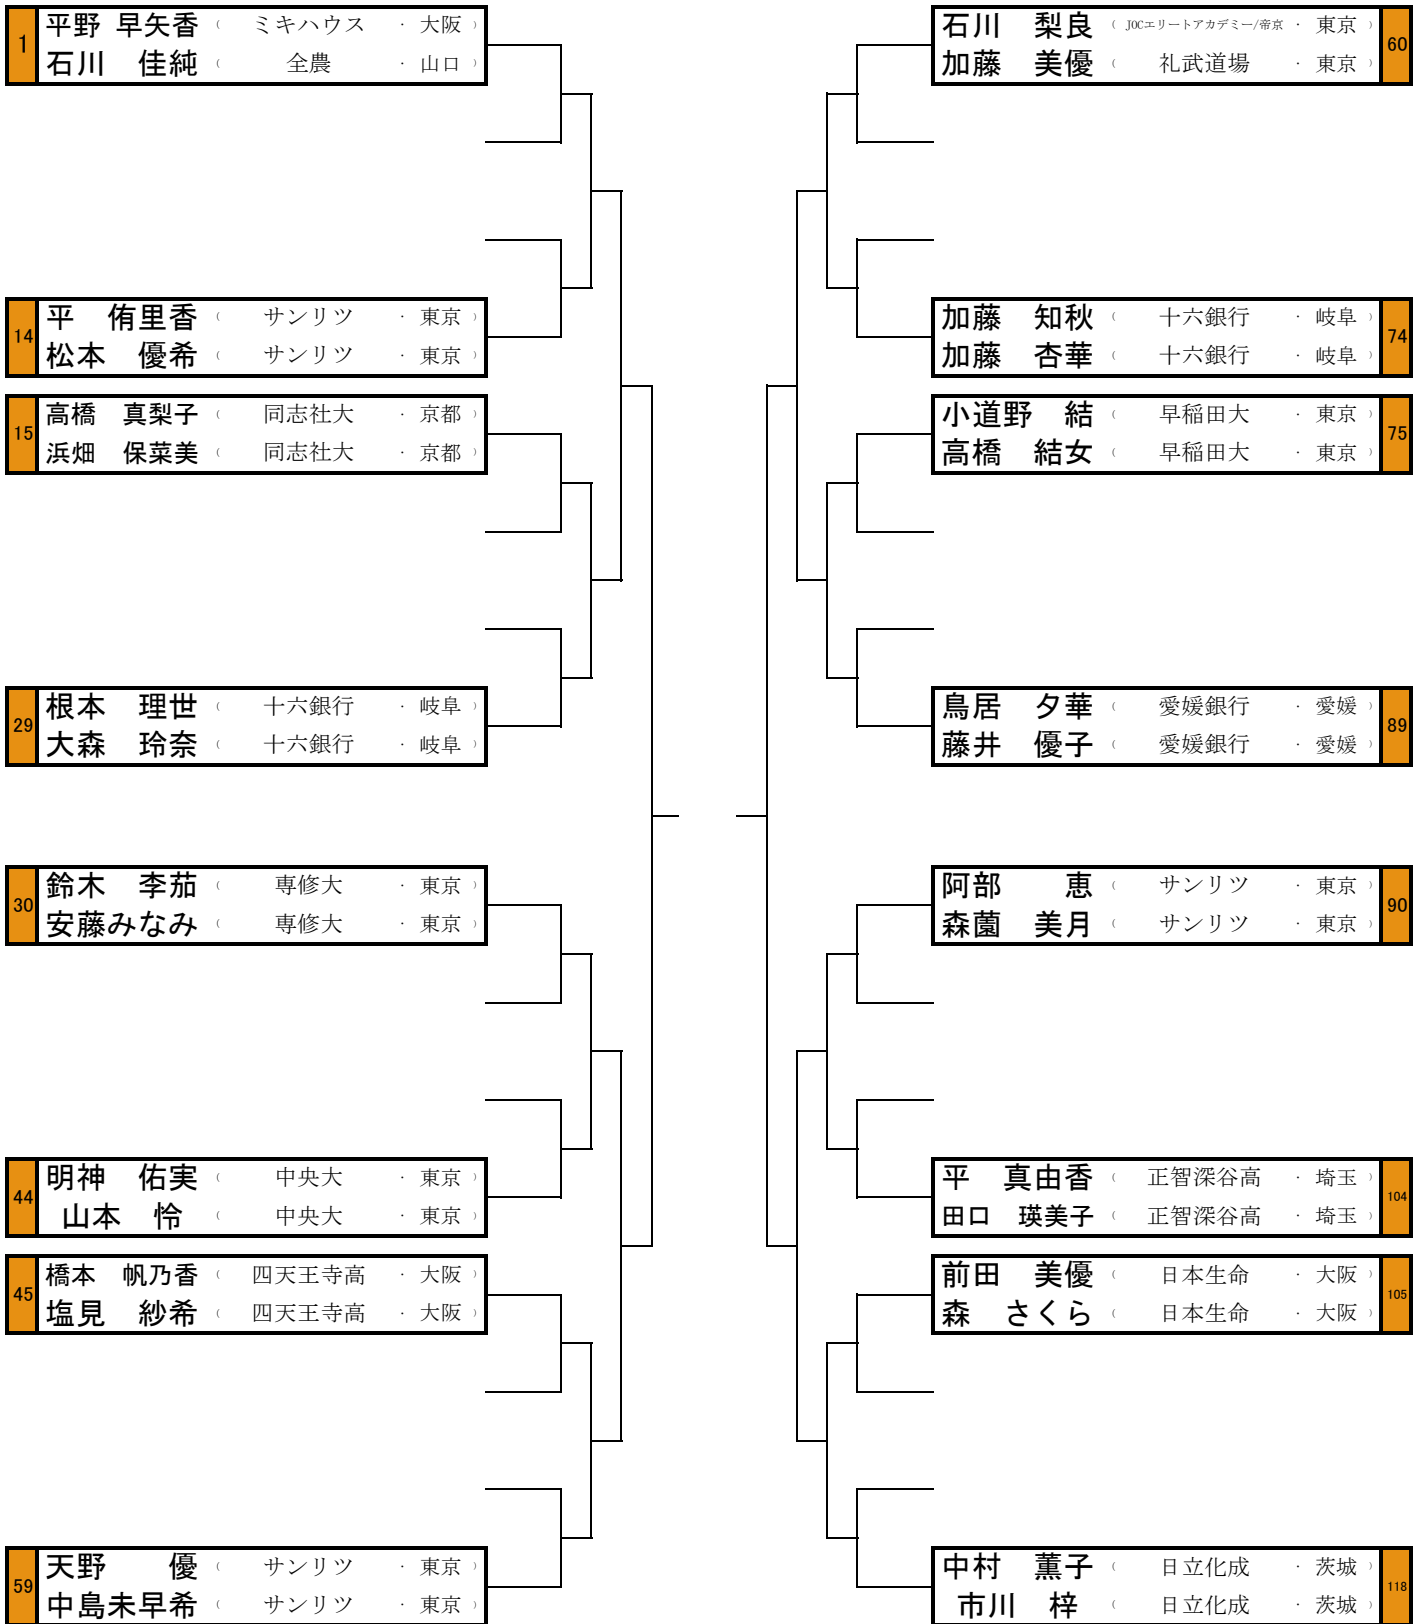 1
平野 早矢香 ( ミキハウス ・ 大阪 )
石川 佳純 ( 全農 ・ 山口 )
14
平 侑里香 ( サンリツ ・ 東京 )
松本 優希 ( サンリツ ・ 東京 )
15
高橋 真梨子 ( 同志社大 ・ 京都 )
浜畑 保菜美 ( 同志社大 ・ 京都 )
29
根本 理世 ( 十六銀行 ・ 岐阜 )
大森 玲奈 ( 十六銀行 ・ 岐阜 )
30
鈴木 李茄 ( 専修大 ・ 東京 )
安藤みなみ ( 専修大 ・ 東京 )
44
明神 佑実 ( 中央大 ・ 東京 )
山本 怜 ( 中央大 ・ 東京 )
45
橋本 帆乃香 ( 四天王寺高 ・ 大阪 )
塩見 紗希 ( 四天王寺高 ・ 大阪 )
59
天野 優 ( サンリツ ・ 東京 )
中島未早希 ( サンリツ ・ 東京 )
石川 梨良 ( JOCエリートアカデミー/帝京 ・ 東京 )
加藤 美優 ( 礼武道場 ・ 東京 )
60
加藤 知秋 ( 十六銀行 ・ 岐阜 )
加藤 杏華 ( 十六銀行 ・ 岐阜 )
74
小道野 結 ( 早稲田大 ・ 東京 )
高橋 結女 ( 早稲田大 ・ 東京 )
75
鳥居 夕華 ( 愛媛銀行 ・ 愛媛 )
藤井 優子 ( 愛媛銀行 ・ 愛媛 )
89
阿部 恵 ( サンリツ ・ 東京 )
森薗 美月 ( サンリツ ・ 東京 )
90
平 真由香 ( 正智深谷高 ・ 埼玉 )
田口 瑛美子 ( 正智深谷高 ・ 埼玉 )
104
前田 美優 ( 日本生命 ・ 大阪 )
森 さくら ( 日本生命 ・ 大阪 )
105
中村 薫子 ( 日立化成 ・ 茨城 )
市川 梓 ( 日立化成 ・ 茨城 )
118